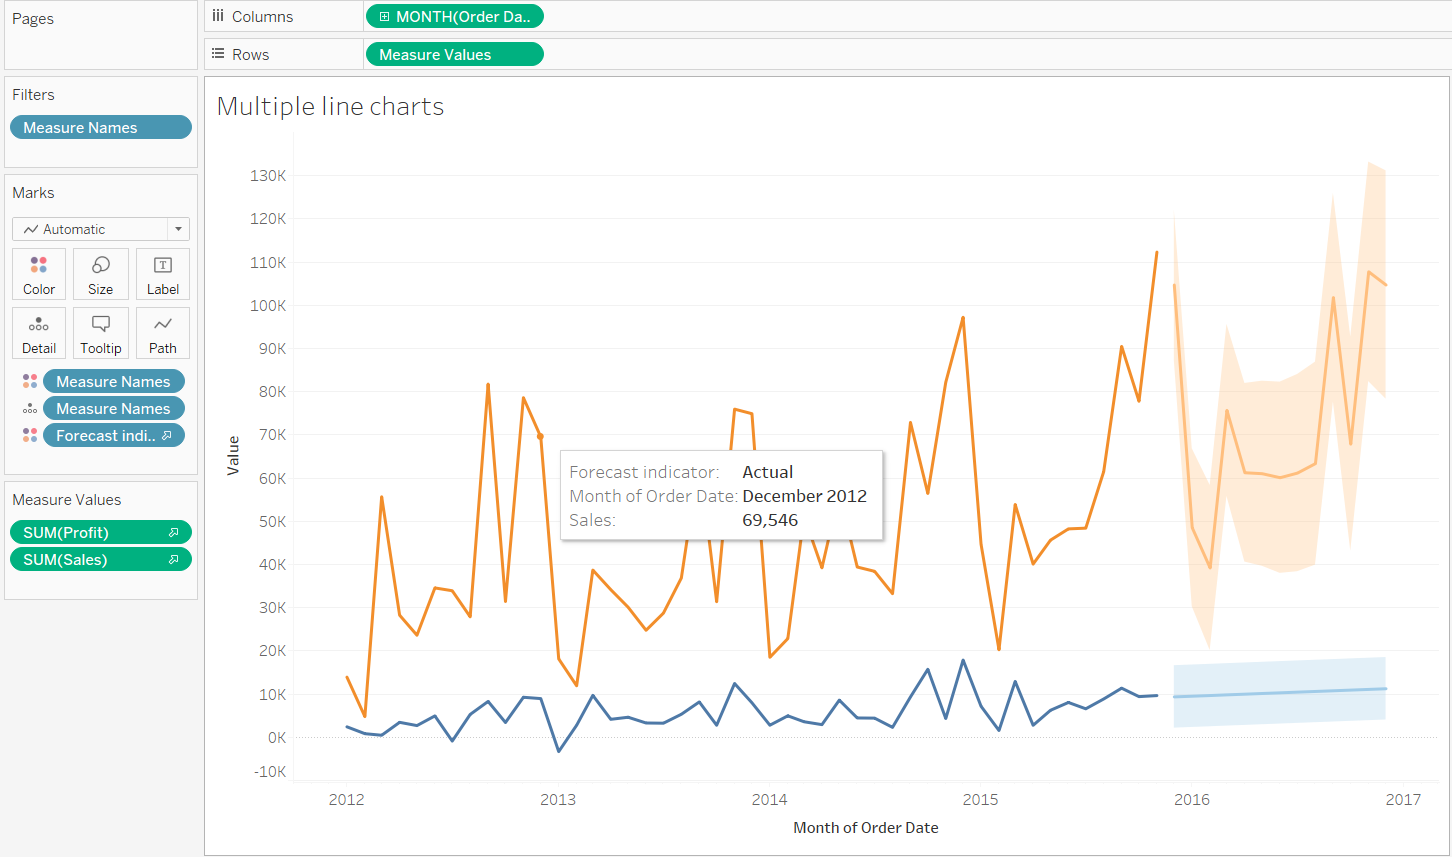 Pages
Columns
MONTH(Order Da..
Rows
Measure Values
Filters
Measure Names
Marks
Automatic
Color
Size
Label
Detail
Tooltip
Path
Measure Names
Measure Names
Forecast indi..
Measure Values
SUM(Profit)
SUM(Sales)
Multiple line charts
130K
120K
110K
100K
90K
80K
70K
60K
50K
40K
30K
20K
10K
0K
-10K
Value
Forecast indicator: Actual
Month of Order Date: December 2012
Sales: 69,546
2012 2013 2014 2015 2016 2017
Month of Order Date